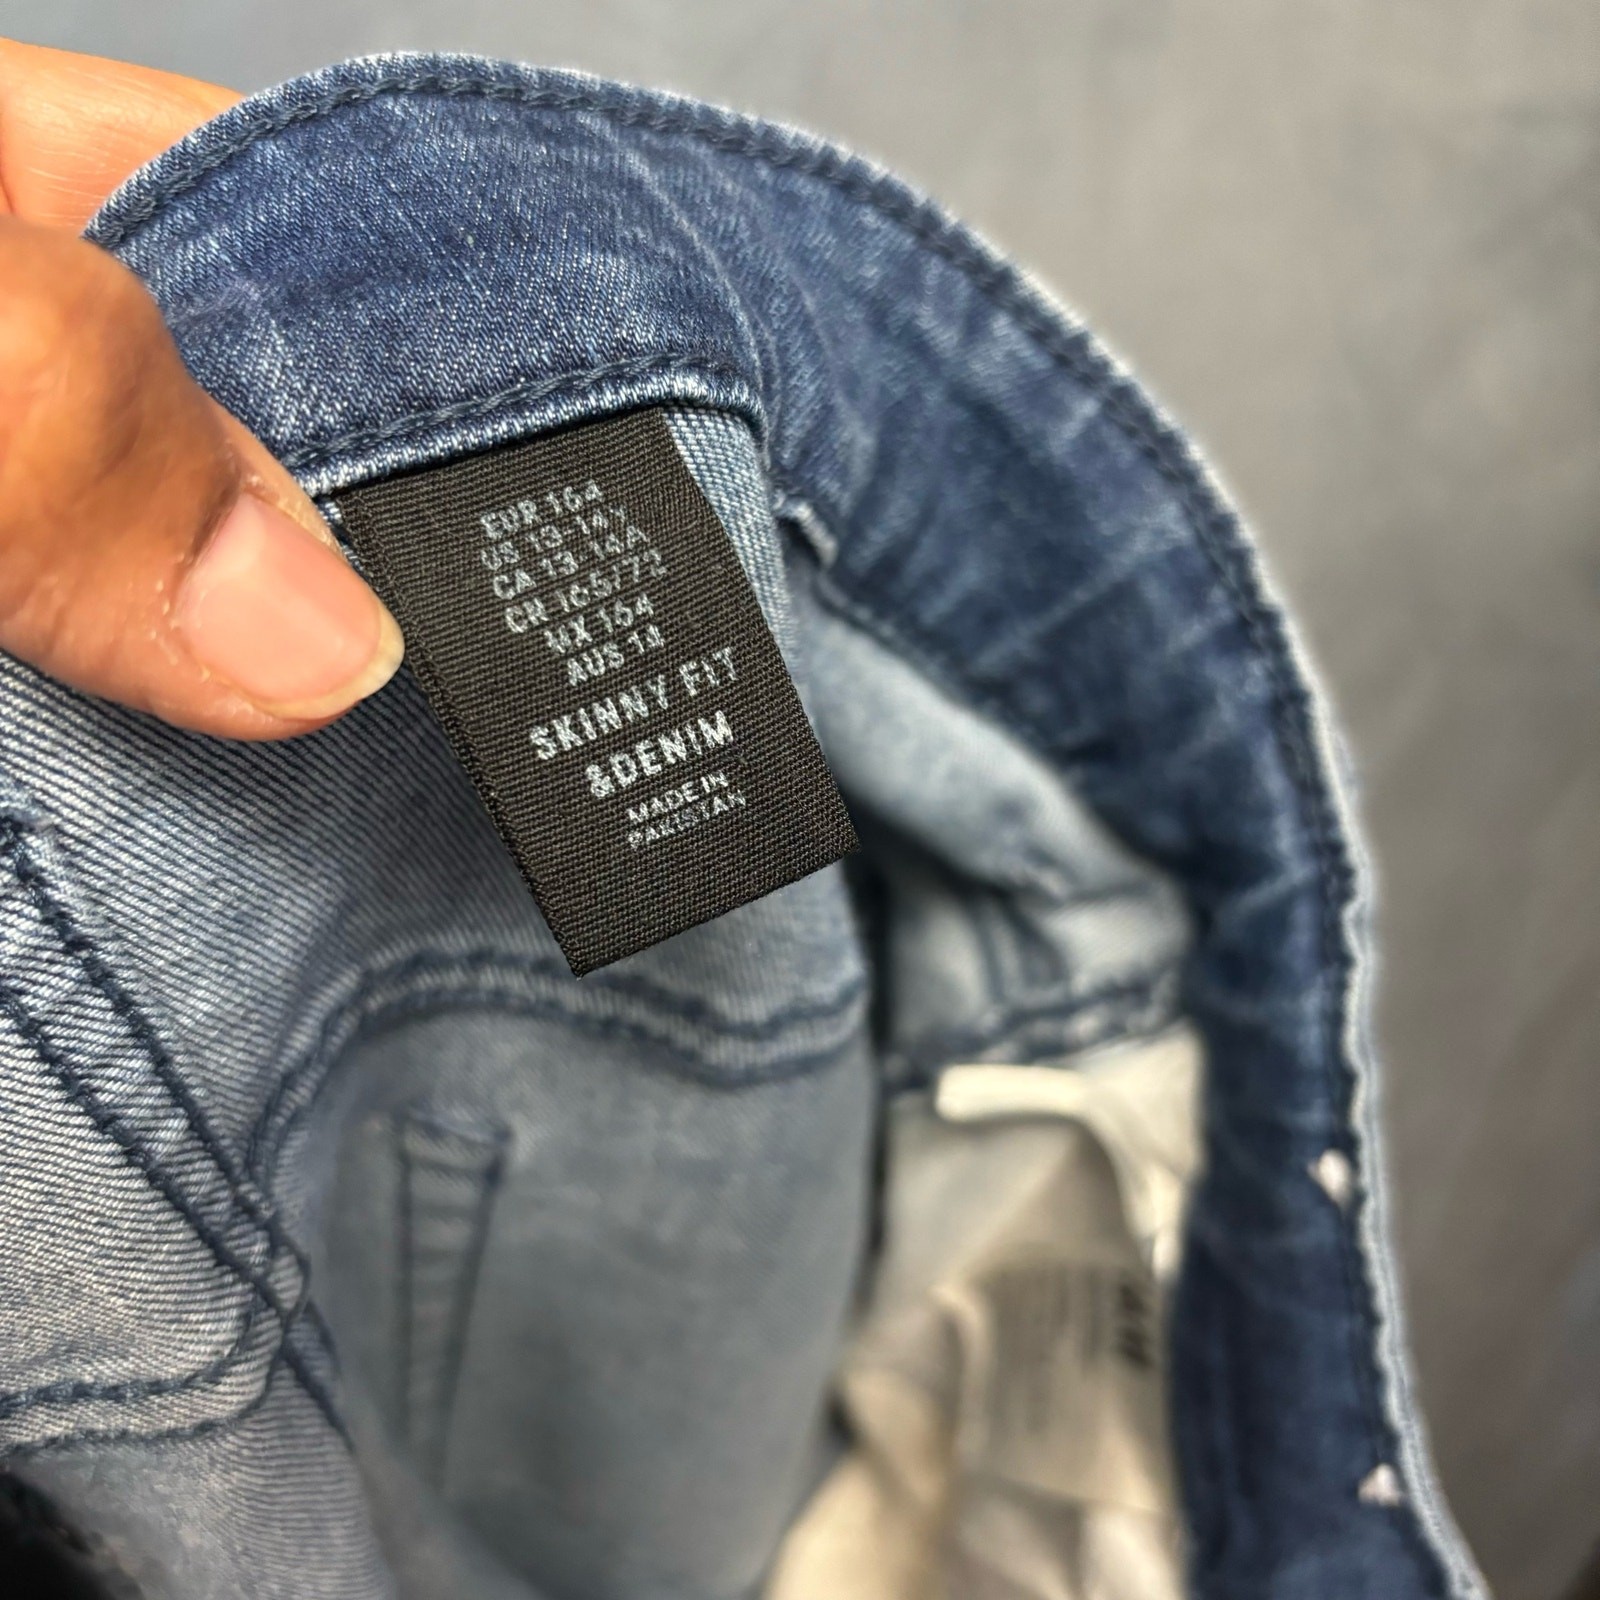 EUR 164
US 13-14Y
CA 13-14A
CN 165/72
MX 164
AUS 14
SKINNY FIT
&DENIM
MADE IN
PAKISTAN